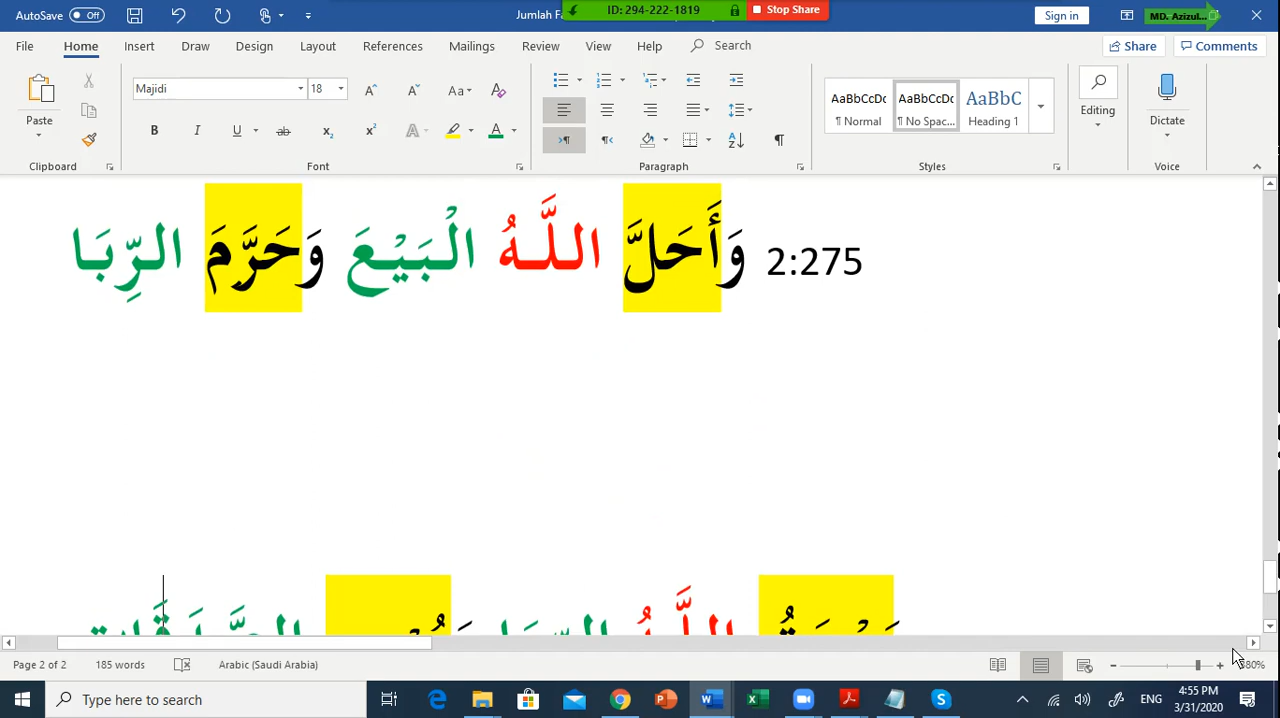 AutoSave
Off
Jumlah Fa
ID: 294-222-1819
Stop Share
Sign in
MD. Azizul...
File
Home
Insert
Draw
Design
Layout
References
Mailings
Review
View
Help
Search
Share
Comments
Paste
Majidi
18
AaBbCcDc
AaBbCcDc
AaBbC
¶ Normal
¶ No Spac...
Heading 1
Editing
Dictate
Clipboard
Font
Paragraph
Styles
Voice
2:275 وَأَحَلَّ اللَّـهُ الْبَيْعَ وَحَرَّمَ الرِّبَا
Page 2 of 2
185 words
Arabic (Saudi Arabia)
Type here to search
ENG
4:55 PM
3/31/2020